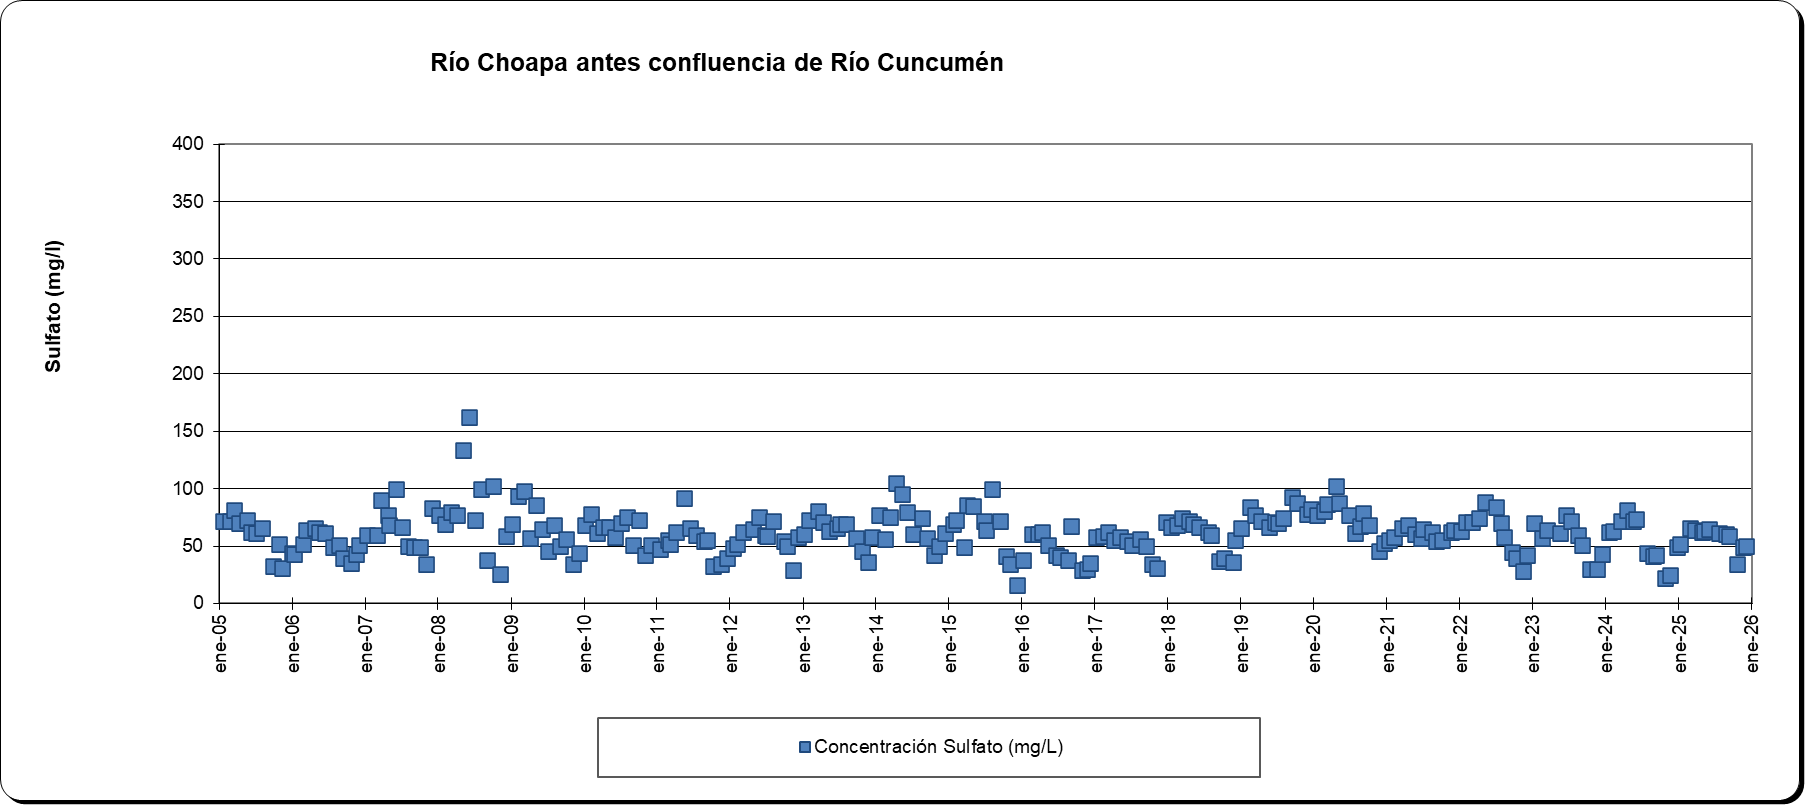 Río Choapa antes confluencia de Río Cuncumén
Sulfato (mg/l)
400
350
300
250
200
150
100
50
0
ene-05
ene-06
ene-07
ene-08
ene-09
ene-10
ene-11
ene-12
ene-13
ene-14
ene-15
ene-16
ene-17
ene-18
ene-19
ene-20
ene-21
ene-22
ene-23
ene-24
ene-25
ene-26
Concentración Sulfato (mg/L)